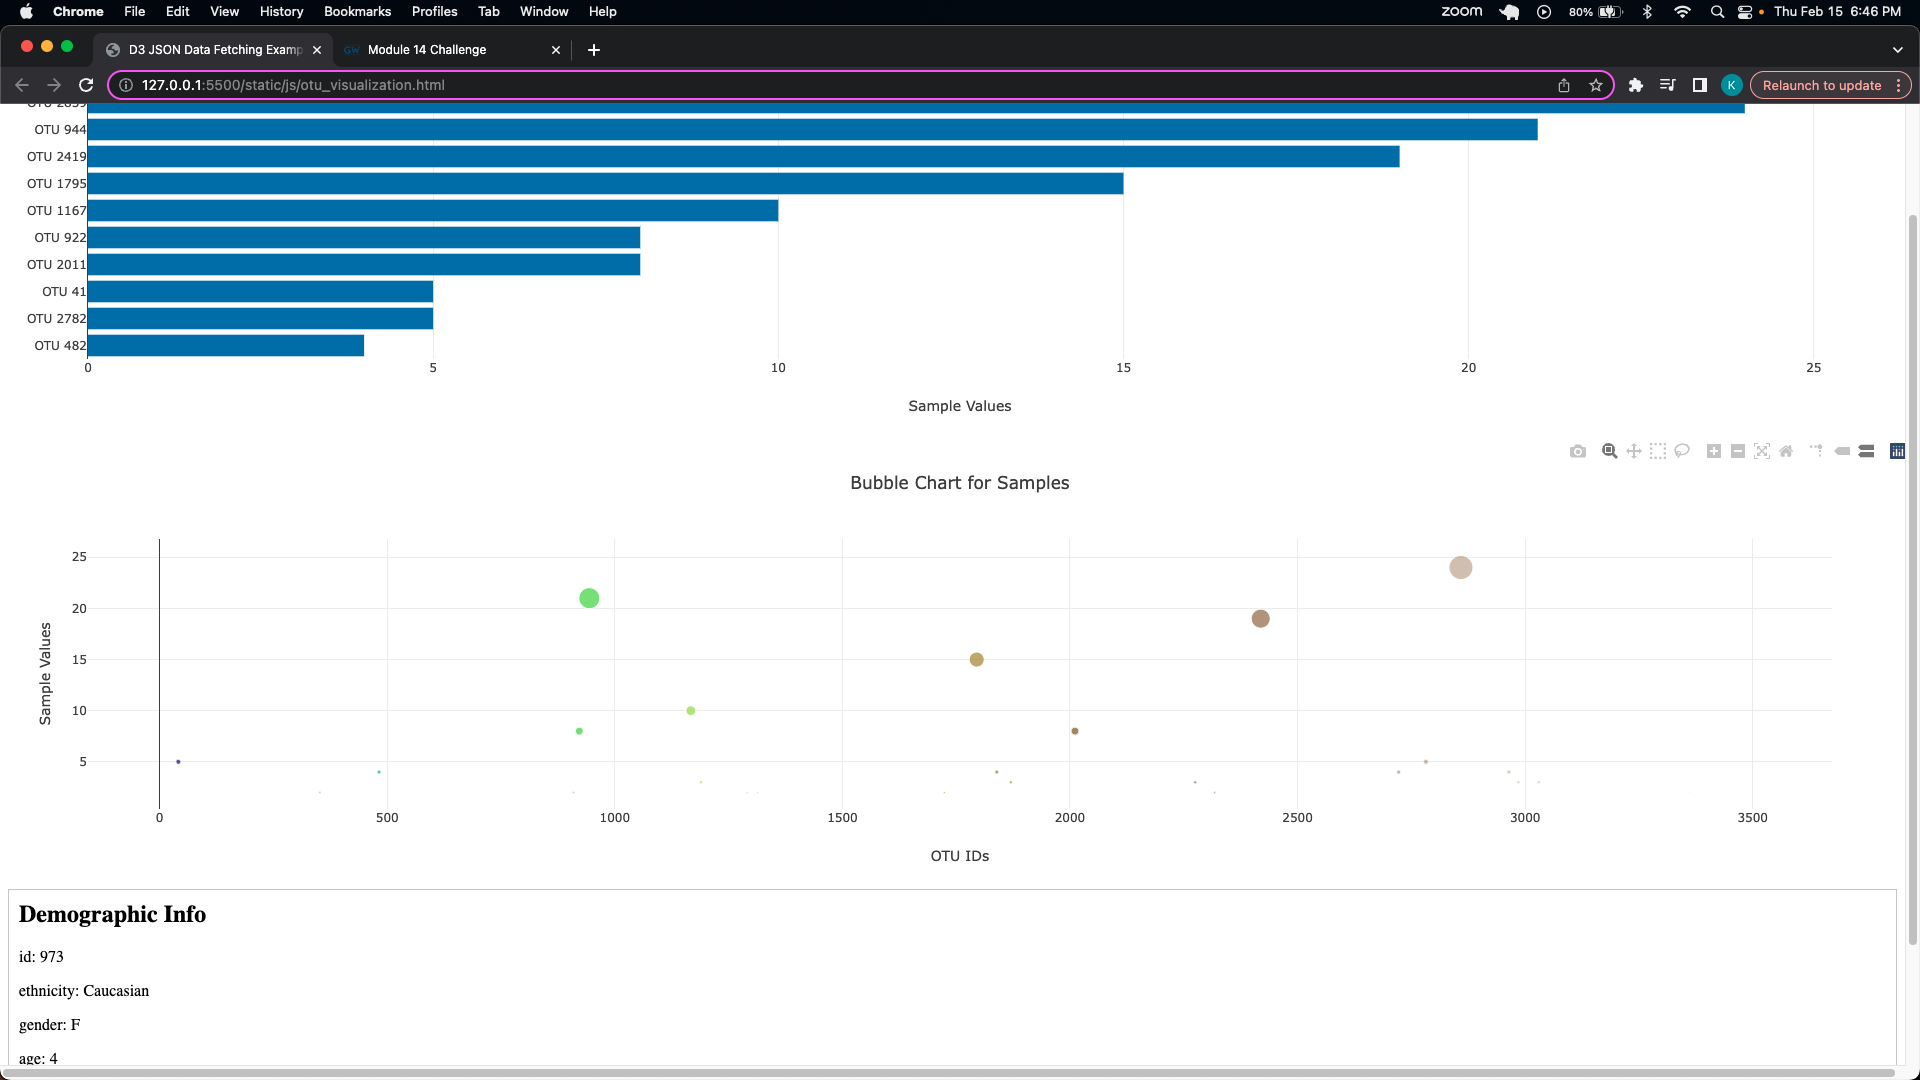 Chrome File Edit View History Bookmarks Profiles Tab Window Help zoom 80% Thu Feb 15 6:46 PM
D3 JSON Data Fetching Examp GW Module 14 Challenge
127.0.0.1:5500/static/js/otu_visualization.html K Relaunch to update
OTU 2859
OTU 944
OTU 2419
OTU 1795
OTU 1167
OTU 922
OTU 2011
OTU 41
OTU 2782
OTU 482
0 5 10 15 20 25
Sample Values
Bubble Chart for Samples
25
20
15
10
5
Sample Values
0 500 1000 1500 2000 2500 3000 3500
OTU IDs
Demographic Info
id: 973
ethnicity: Caucasian
gender: F
age: 4